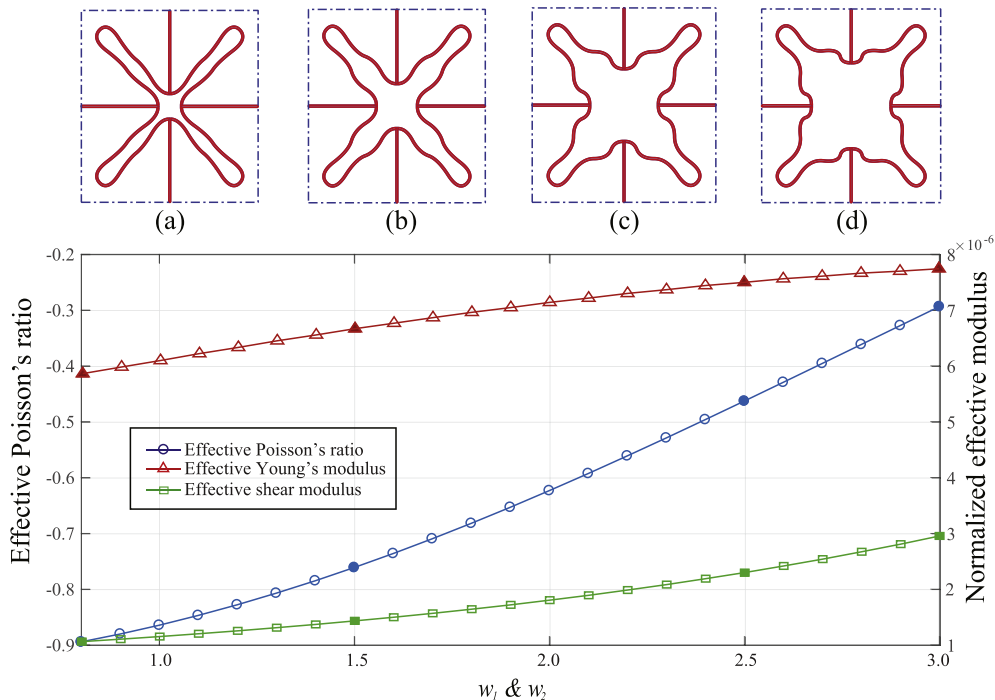 (a) (b) (c) (d)
8×10⁻⁶
-0.2
-0.3
-0.4
-0.5
-0.6
-0.7
-0.8
-0.9
Effective Poisson's ratio
Effective Poisson's ratio
Effective Young's modulus
Effective shear modulus
7
6
5
4
3
2
1
Normalized effective modulus
1.0 1.5 2.0 2.5 3.0
w₁ & w₂